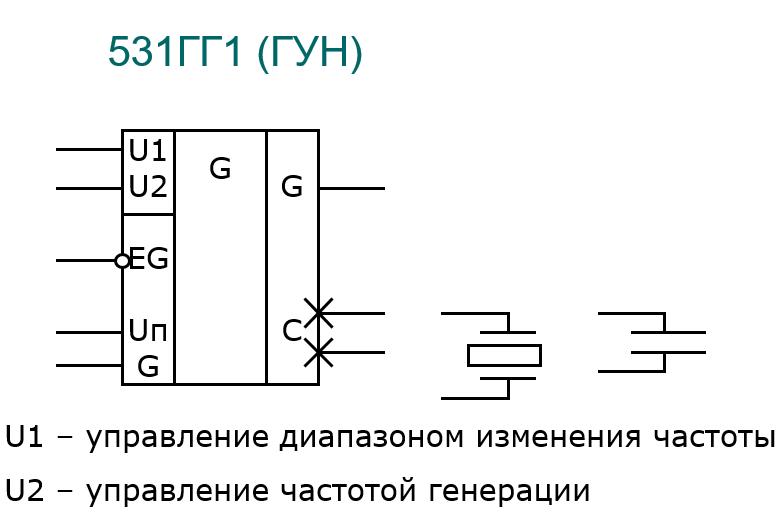 531ГГ1 (ГУН)
U1
G
U2
G
EG
Uп
C
G
U1 – управление диапазоном изменения частоты
U2 – управление частотой генерации